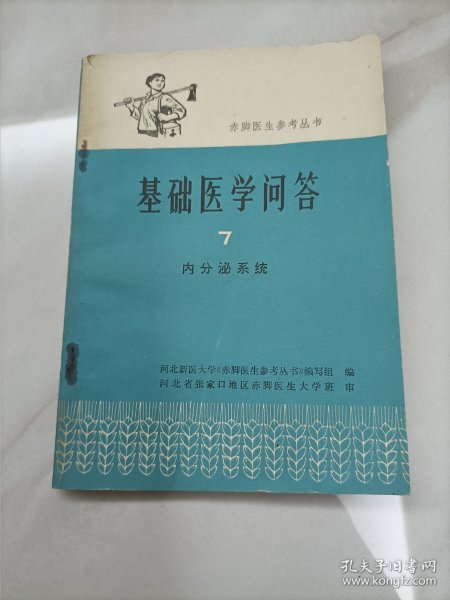 赤脚医生参考丛书
基础医学问答
7
内分泌系统
河北新医大学《赤脚医生参考丛书》编写组 编
河北省张家口地区赤脚医生大学班 审
孔夫子旧书网
www.kongfz.com